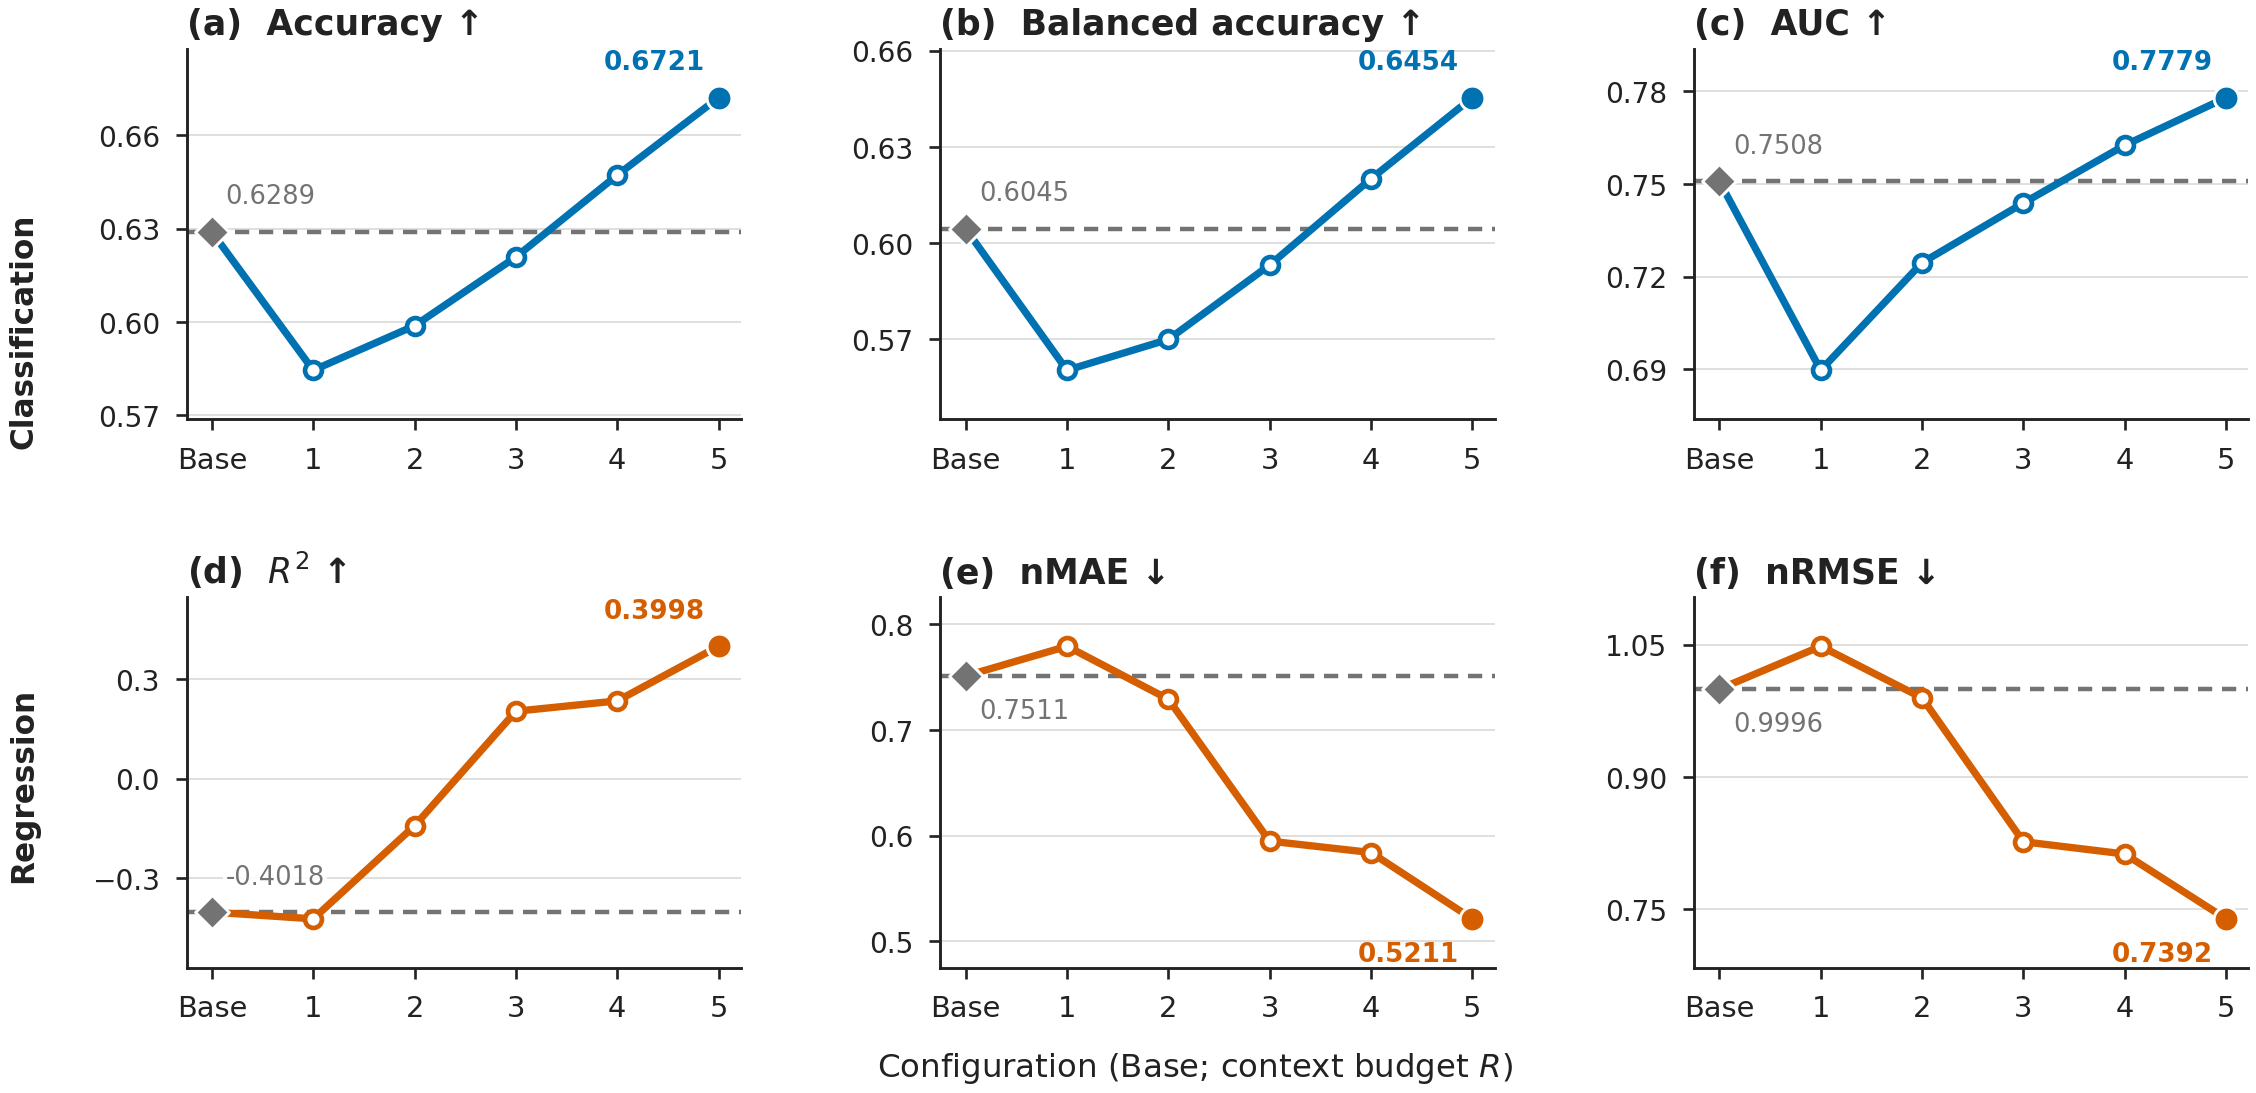 (a) Accuracy ↑
0.66
0.63
0.60
0.57
0.6289
0.6721
Base 1 2 3 4 5
(b) Balanced accuracy ↑
0.66
0.63
0.60
0.57
0.6045
0.6454
Base 1 2 3 4 5
(c) AUC ↑
0.78
0.75
0.72
0.69
0.7508
0.7779
Base 1 2 3 4 5
Classification
(d) R² ↑
0.3
0.0
−0.3
-0.4018
0.3998
Base 1 2 3 4 5
(e) nMAE ↓
0.8
0.7
0.6
0.5
0.7511
0.5211
Base 1 2 3 4 5
(f) nRMSE ↓
1.05
0.90
0.75
0.9996
0.7392
Base 1 2 3 4 5
Regression
Configuration (Base; context budget R)